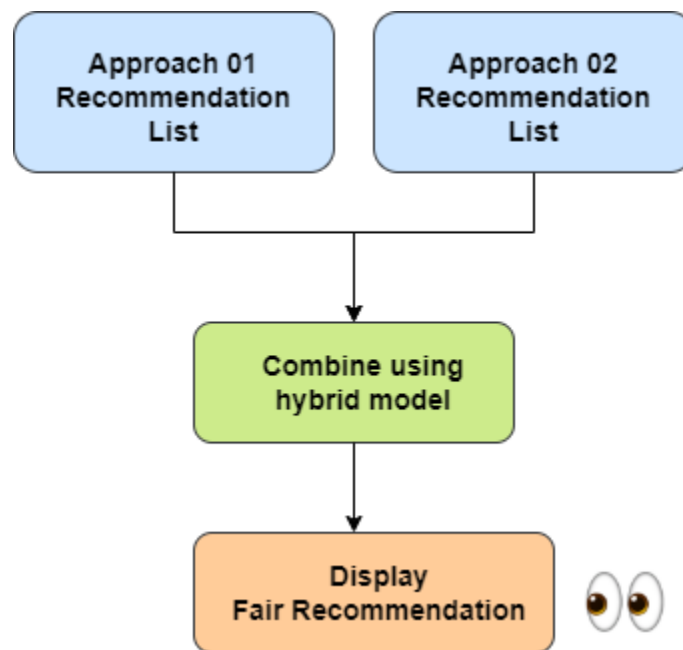 Approach 01
Recommendation
List
Approach 02
Recommendation
List
Combine using
hybrid model
Display
Fair Recommendation